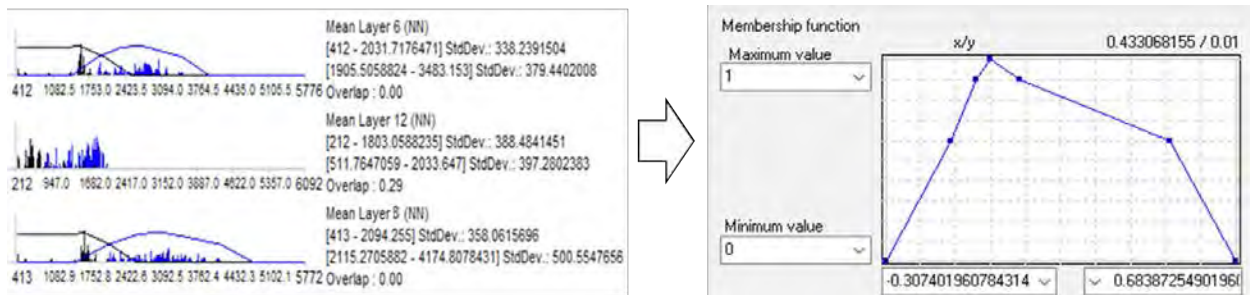 Mean Layer 6 (NN)
[412 - 2031.7176471] StdDev.: 338.2391504
[1905.5058824 - 3483.153] StdDev.: 379.4402008
412 1082.5 1753.0 2423.5 3094.0 3764.5 4435.0 5105.5 5776 Overlap : 0.00
Mean Layer 12 (NN)
[212 - 1803.0588235] StdDev.: 388.4841451
[511.7647059 - 2033.647] StdDev.: 397.2802383
212 947.0 1682.0 2417.0 3152.0 3887.0 4622.0 5357.0 6092 Overlap : 0.29
Mean Layer 8 (NN)
[413 - 2094.255] StdDev.: 358.0615696
[2115.2705882 - 4174.8078431] StdDev.: 500.5547656
413 1082.9 1752.8 2422.6 3092.5 3762.4 4432.3 5102.1 5772 Overlap : 0.00
Membership function
Maximum value
1
x/y 0.433068155 / 0.01
Minimum value
0
-0.307401960784314